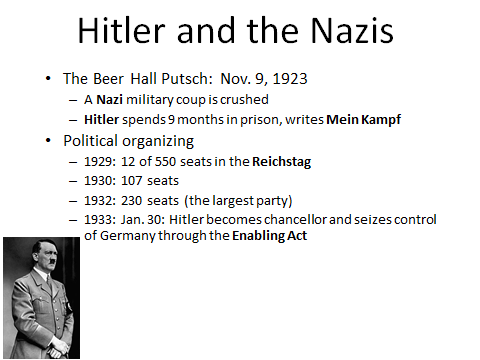 Hitler and the Nazis
• The Beer Hall Putsch: Nov. 9, 1923
– A Nazi military coup is crushed
– Hitler spends 9 months in prison, writes Mein Kampf
• Political organizing
– 1929: 12 of 550 seats in the Reichstag
– 1930: 107 seats
– 1932: 230 seats (the largest party)
– 1933: Jan. 30: Hitler becomes chancellor and seizes control
of Germany through the Enabling Act